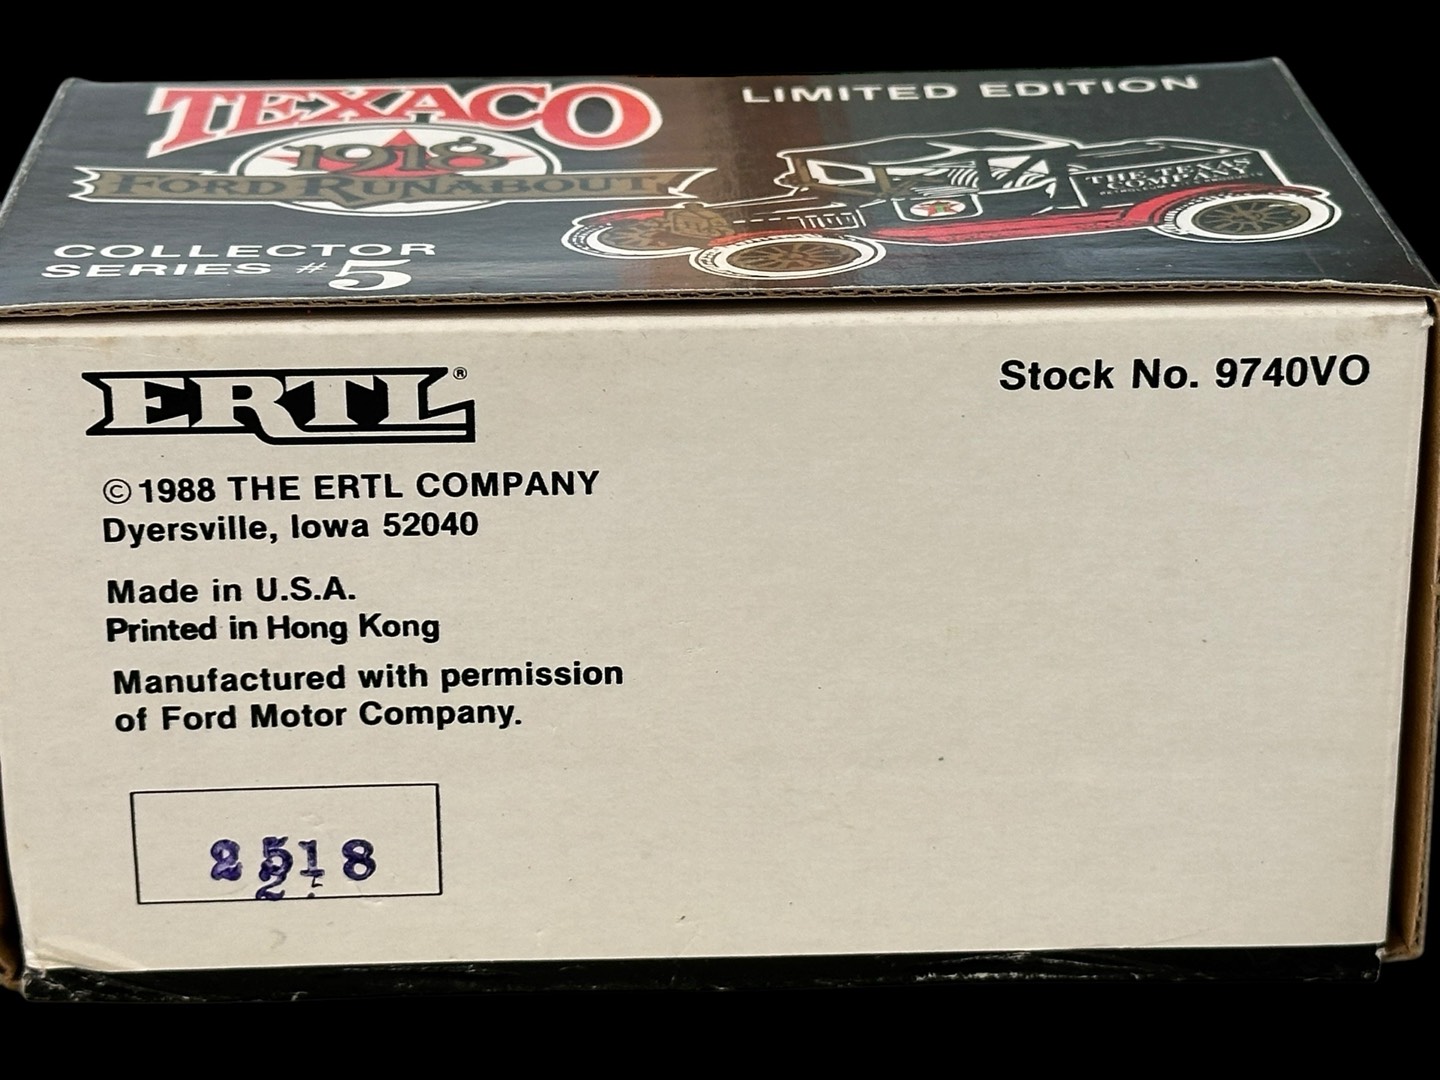 TEXACO
1918
FORD RUNABOUT
COLLECTOR
SERIES #5
LIMITED EDITION
THE TEXAS
COMPANY
ERTL®
Stock No. 9740VO
©1988 THE ERTL COMPANY
Dyersville, Iowa 52040
Made in U.S.A.
Printed in Hong Kong
Manufactured with permission
of Ford Motor Company.
2518